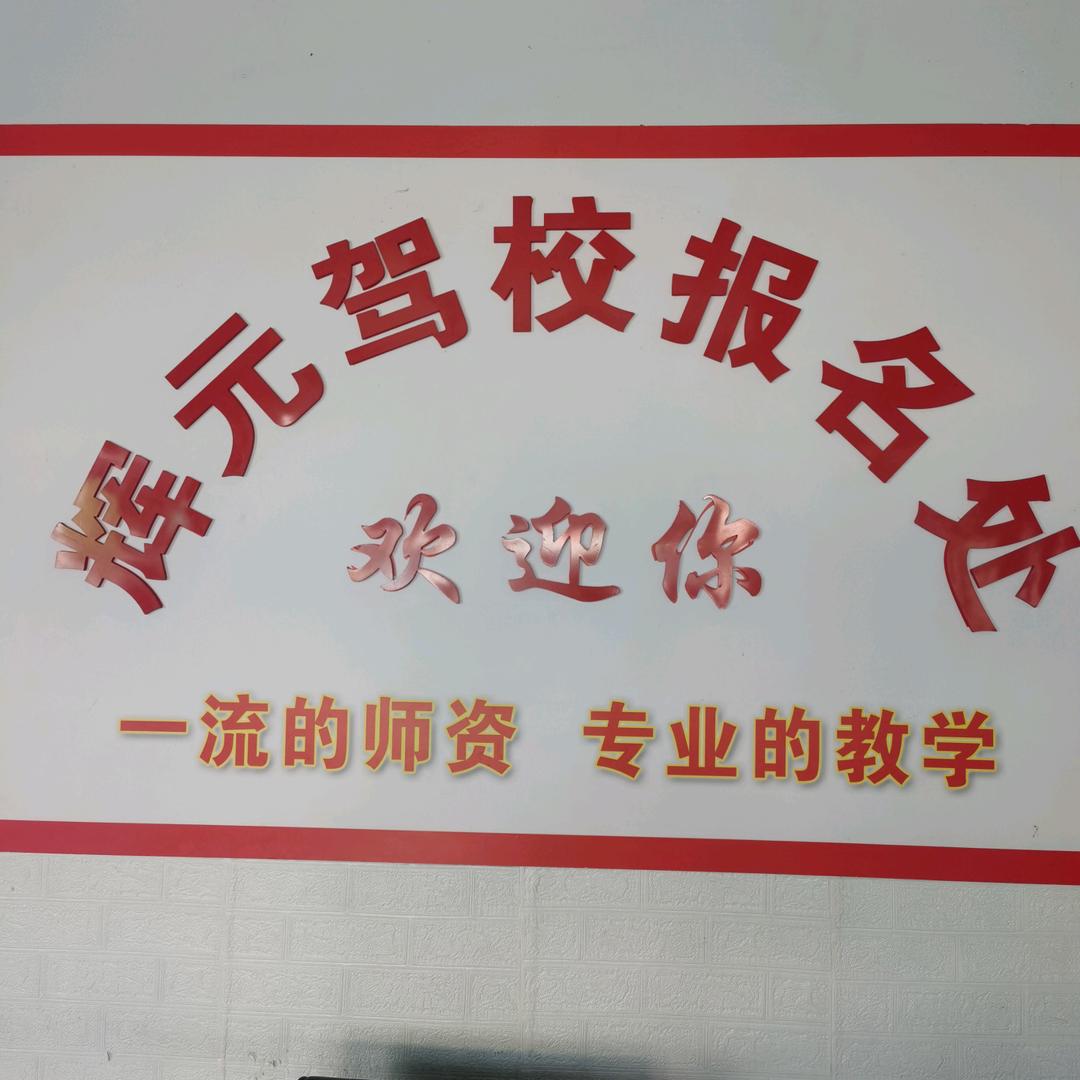 辉元驾校报名处
欢迎你
一流的师资 专业的教学